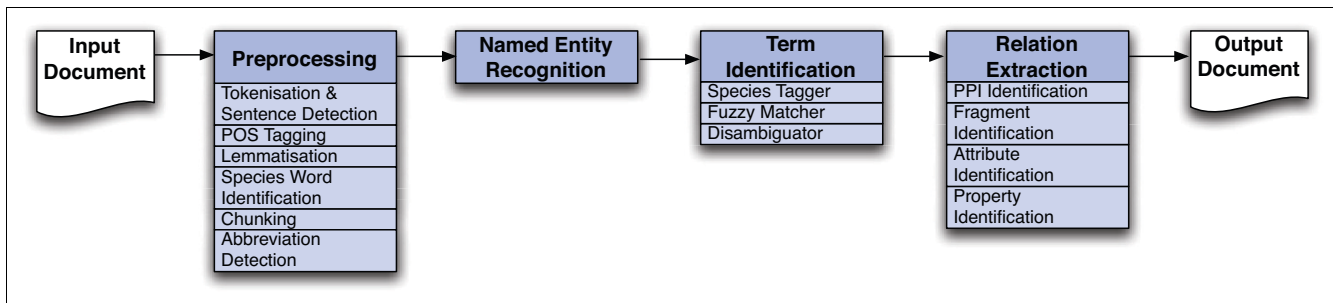 Input
Document
Preprocessing
Tokenisation &
Sentence Detection
POS Tagging
Lemmatisation
Species Word
Identification
Chunking
Abbreviation
Detection
Named Entity
Recognition
Term
Identification
Species Tagger
Fuzzy Matcher
Disambiguator
Relation
Extraction
PPI Identification
Fragment
Identification
Attribute
Identification
Property
Identification
Output
Document